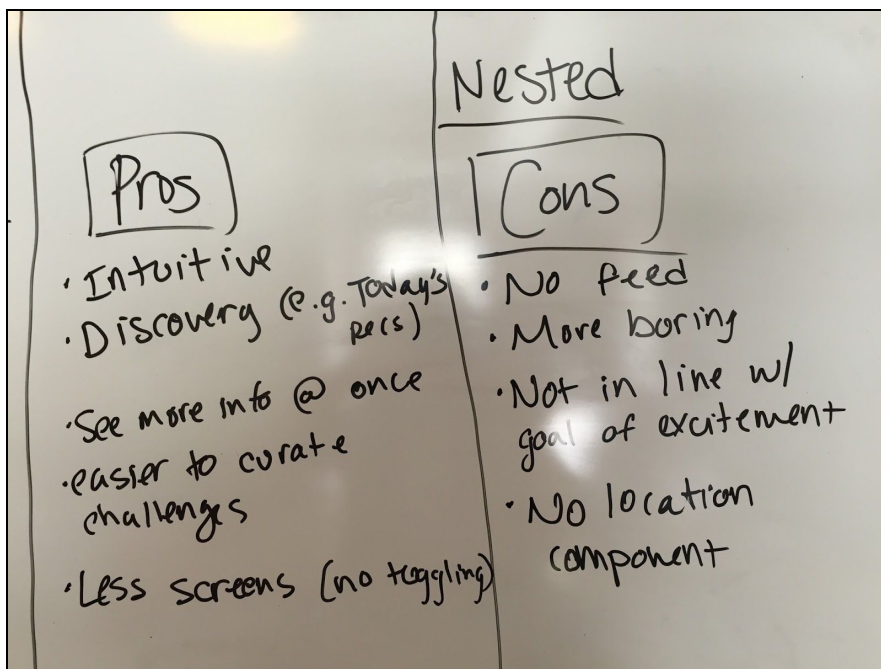 Nested
Pros
· Intuitive
· Discovery (e.g. Today's
Recs)
· See more info @ once
· easier to curate
challenges
· Less screens (no toggling)
Cons
· No feed
· More boring
· Not in line w/
goal of excitement
· No location
component